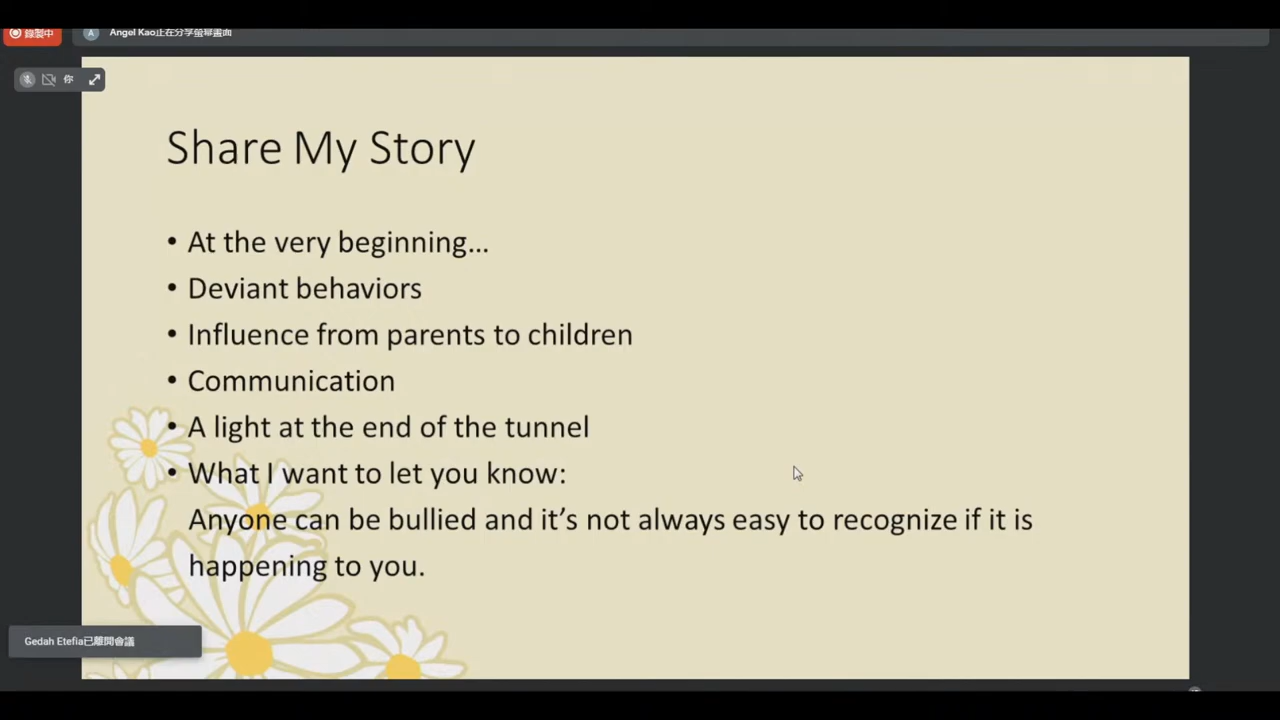 錄製中
A
Angel Kao正在分享螢幕畫面
你
Share My Story
• At the very beginning...
• Deviant behaviors
• Influence from parents to children
• Communication
• A light at the end of the tunnel
• What I want to let you know:
Anyone can be bullied and it's not always easy to recognize if it is
happening to you.
Gedah Etefia已離開會議